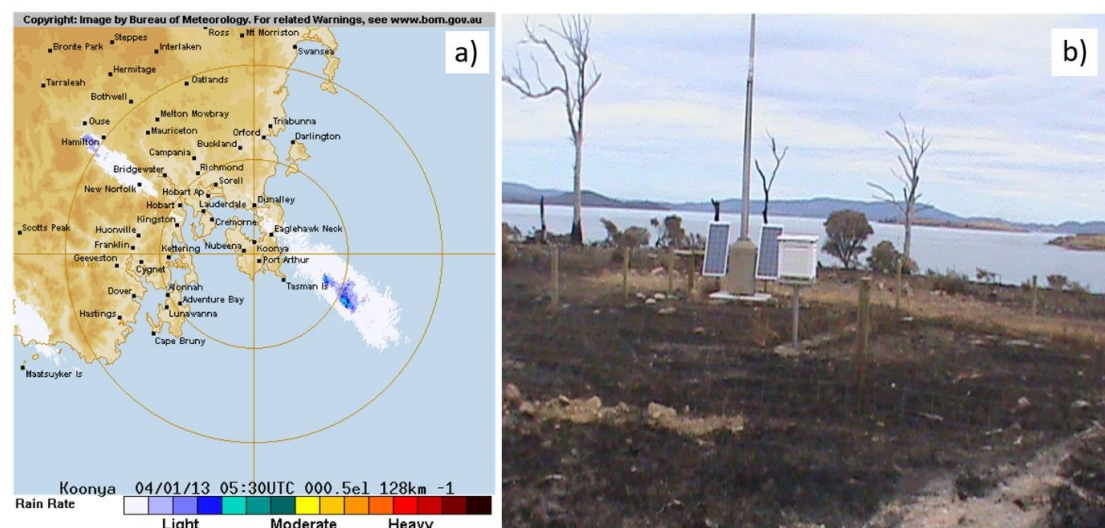 Copyright: Image by Bureau of Meteorology. For related Warnings, see www.bom.gov.au
a)
b)
Steppes
Ross
Mt Morriston
Bronte Park
Interlaken
Swansea
Hermitage
Tarraleah
Oatlands
Bothwell
Ouse
Melton Mowbray
Triabunna
Hamilton
Mauriceton
Orford
Darlington
Buckland
Campania
Bridgewater
Richmond
New Norfolk
Sorell
Hobart Ap
Dunalley
Hobart
Lauderdale
Kingston
Cremorne
Eaglehawk Neck
Scotts Peak
Huonville
Franklin
Kettering
Nubeena
Koonya
Geeveston
Port Arthur
Cygnet
Tasman Is
Dover
Alonnah
Adventure Bay
Hastings
Lunawanna
Cape Bruny
Maatsuyker Is
Koonya 04/01/13 05:30UTC 000.5el 128km -1
Rain Rate
Light Moderate Heavy